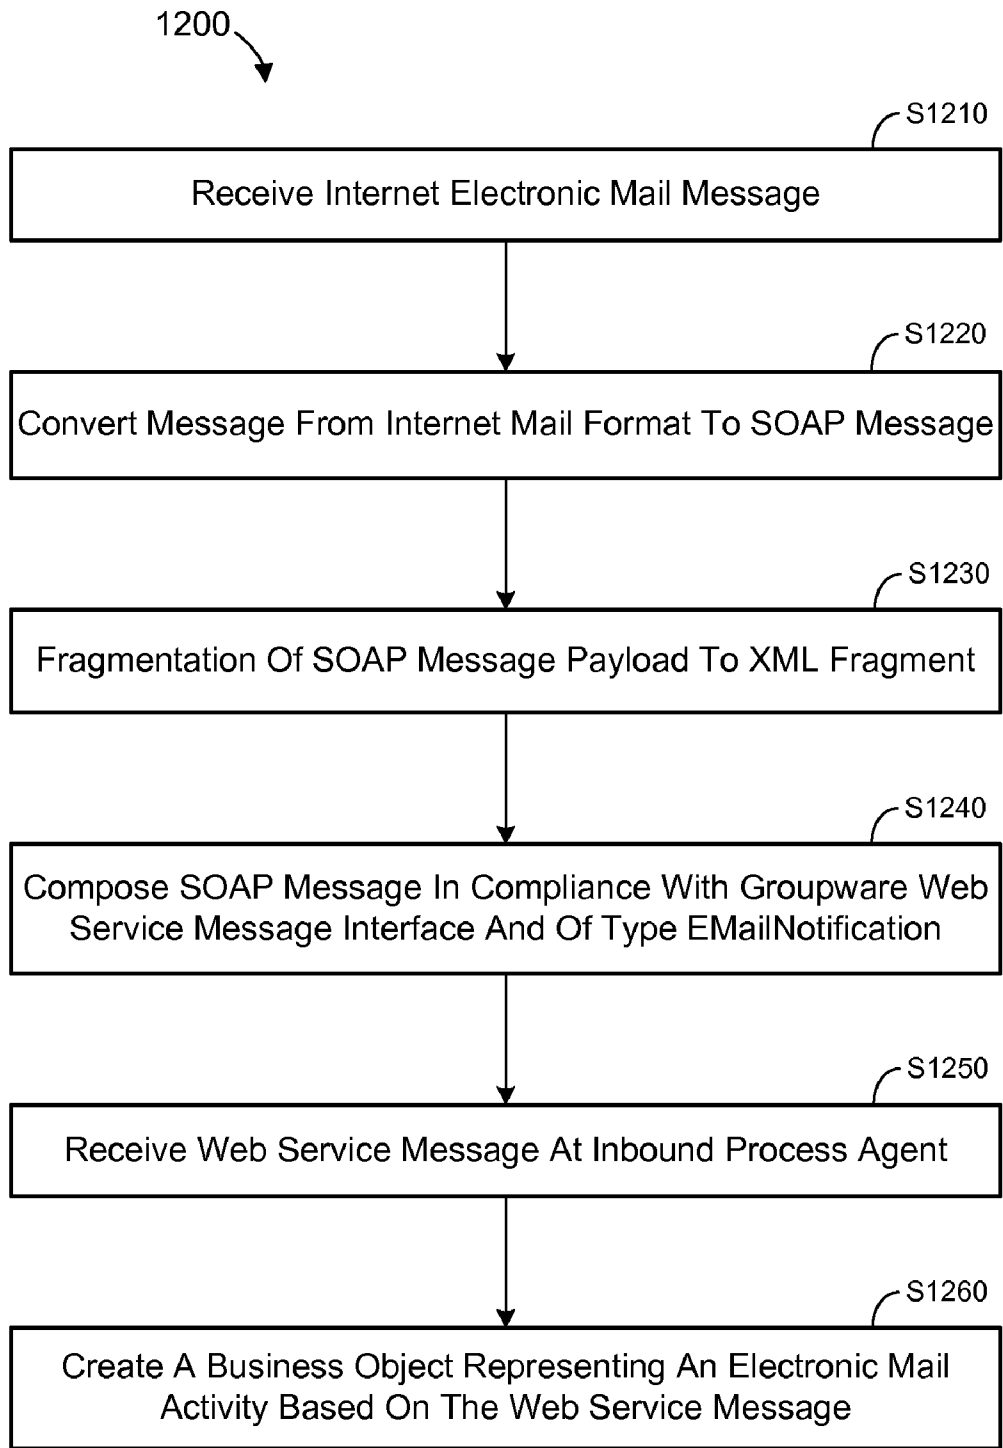 1200
S1210
Receive Internet Electronic Mail Message
S1220
Convert Message From Internet Mail Format To SOAP Message
S1230
Fragmentation Of SOAP Message Payload To XML Fragment
S1240
Compose SOAP Message In Compliance With Groupware Web
Service Message Interface And Of Type EMailNotification
S1250
Receive Web Service Message At Inbound Process Agent
S1260
Create A Business Object Representing An Electronic Mail
Activity Based On The Web Service Message